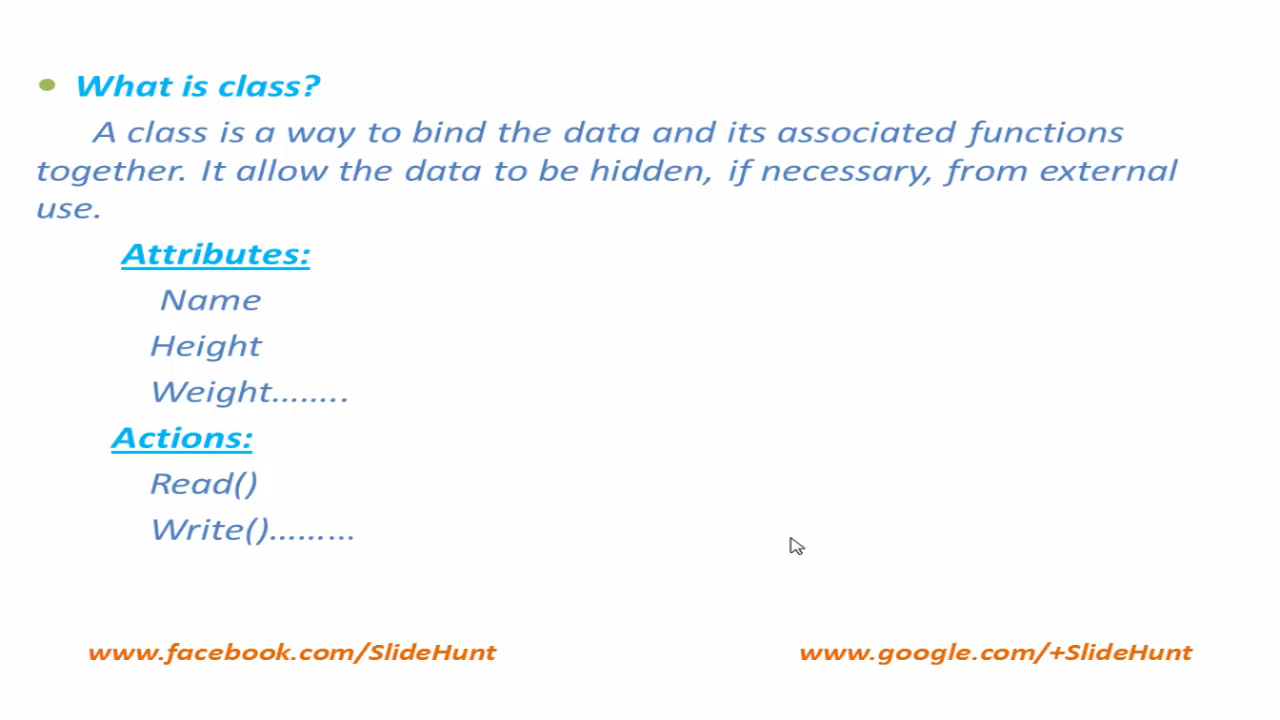 • What is class?
A class is a way to bind the data and its associated functions
together. It allow the data to be hidden, if necessary, from external
use.
Attributes:
Name
Height
Weight........
Actions:
Read()
Write().........
www.facebook.com/SlideHunt
www.google.com/+SlideHunt